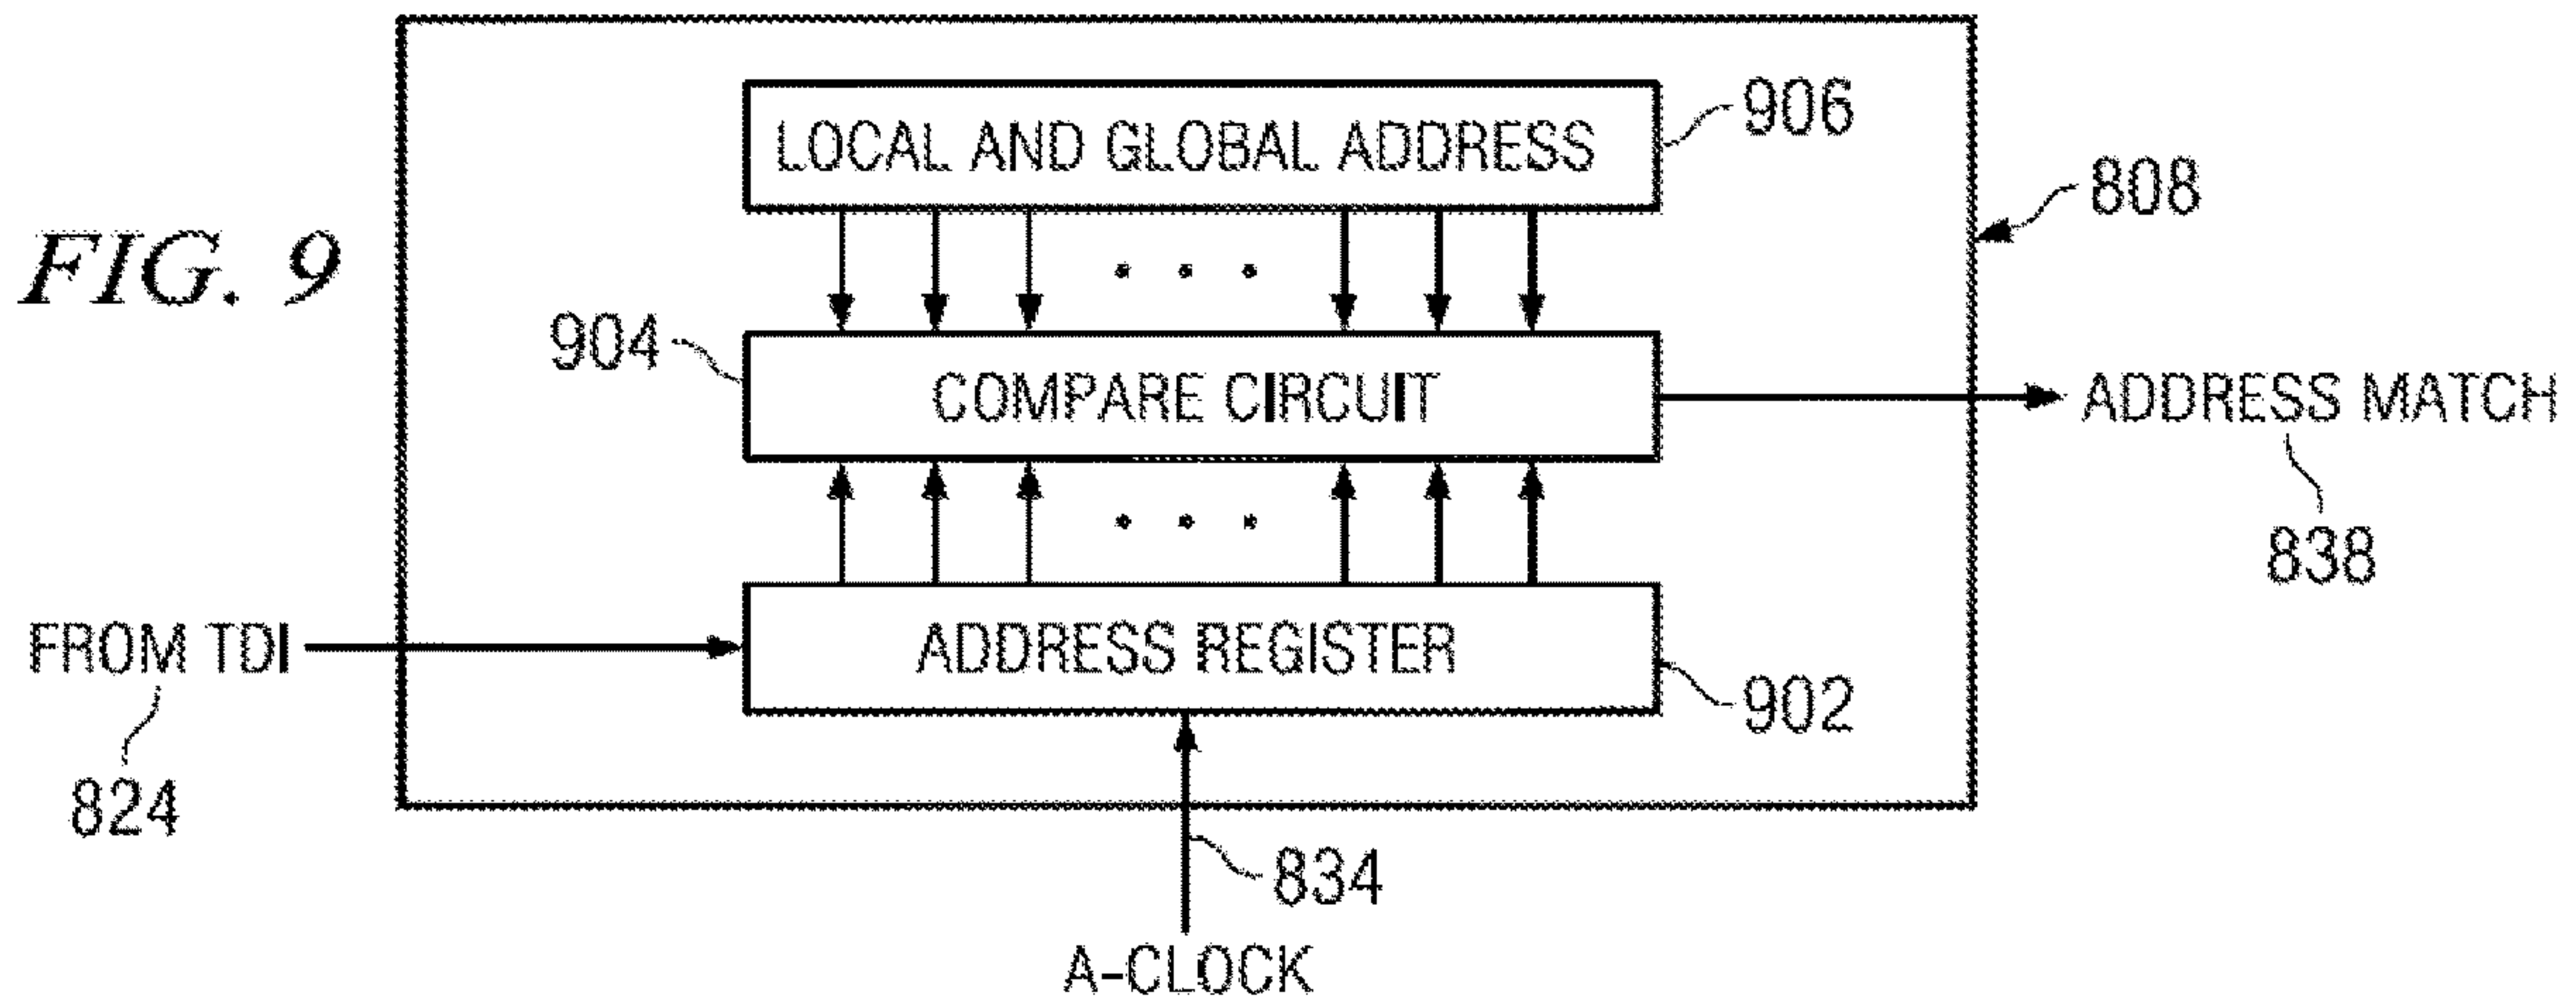 LOCAL AND GLOBAL ADDRESS
906
808
FIG. 9
904
COMPARE CIRCUIT
ADDRESS MATCH
838
FROM TDI
ADDRESS REGISTER
902
824
834
A-CLOCK